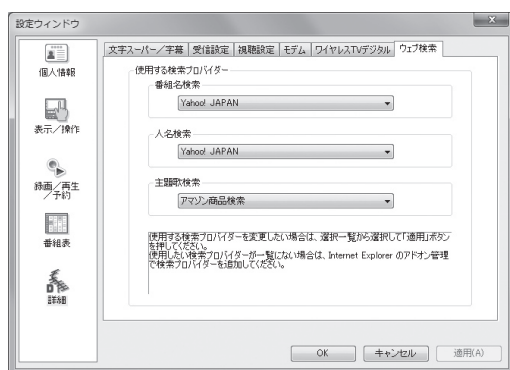 設定ウィンドウ
文字スーパー/字幕 受信設定 視聴設定 モデム ワイヤレスTVデジタル ウェブ検索
個人情報
表示/操作
録画/再生
/予約
番組表
詳細
使用する検索プロバイダー
番組名検索
Yahoo! JAPAN
人名検索
Yahoo! JAPAN
主題歌検索
アマゾン商品検索
使用する検索プロバイダーを変更したい場合は、選択一覧から選択して「適用」ボタン
を押してください。
使用したい検索プロバイダーが一覧にない場合は、Internet Explorer のアドオン管理
で検索プロバイダーを追加してください。
OK キャンセル 適用(A)